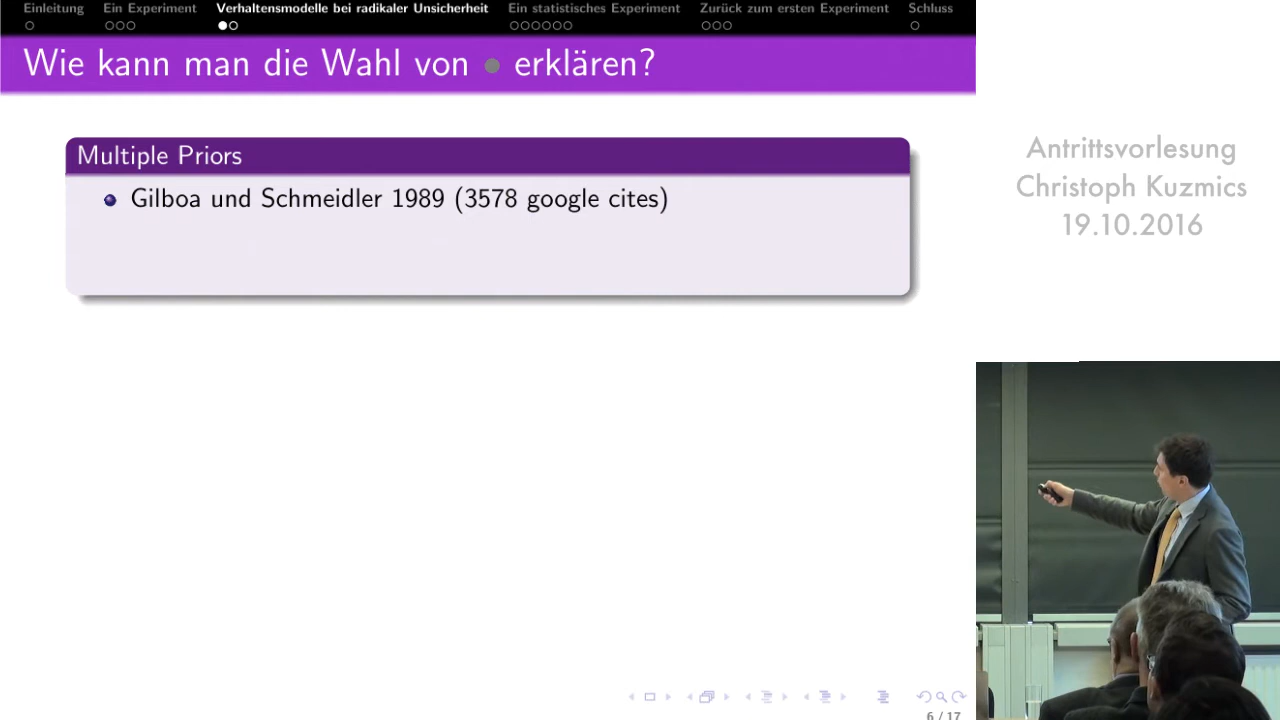 Einleitung
Ein Experiment
Verhaltensmodelle bei radikaler Unsicherheit
Ein statistisches Experiment
Zurück zum ersten Experiment
Schluss
Wie kann man die Wahl von • erklären?
Multiple Priors
Gilboa und Schmeidler 1989 (3578 google cites)
Antrittsvorlesung
Christoph Kuzmics
19.10.2016
6 / 17